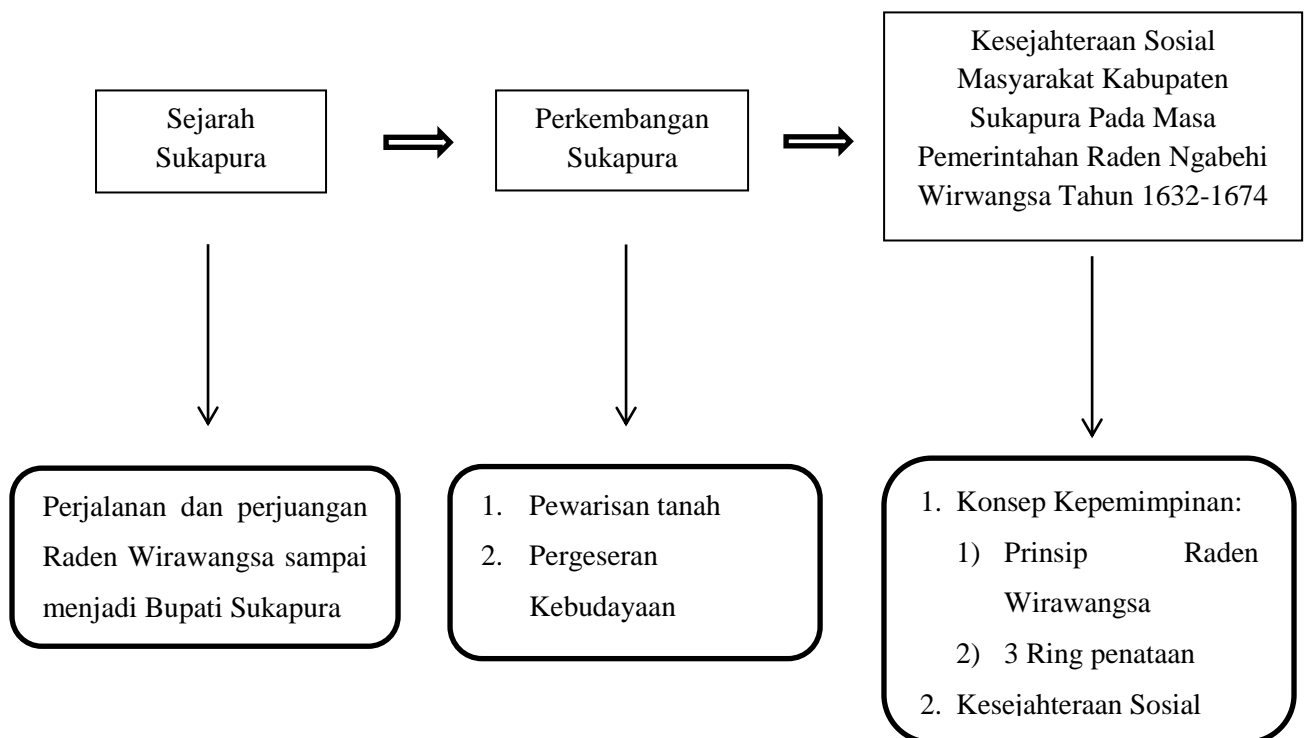 Sejarah
Sukapura
Perkembangan
Sukapura
Kesejahteraan Sosial
Masyarakat Kabupaten
Sukapura Pada Masa
Pemerintahan Raden Ngabehi
Wirwangsa Tahun 1632-1674
Perjalanan dan perjuangan
Raden Wirawangsa sampai
menjadi Bupati Sukapura
1. Pewarisan tanah
2. Pergeseran
Kebudayaan
1. Konsep Kepemimpinan:
1) Prinsip Raden
Wirawangsa
2) 3 Ring penataan
2. Kesejahteraan Sosial